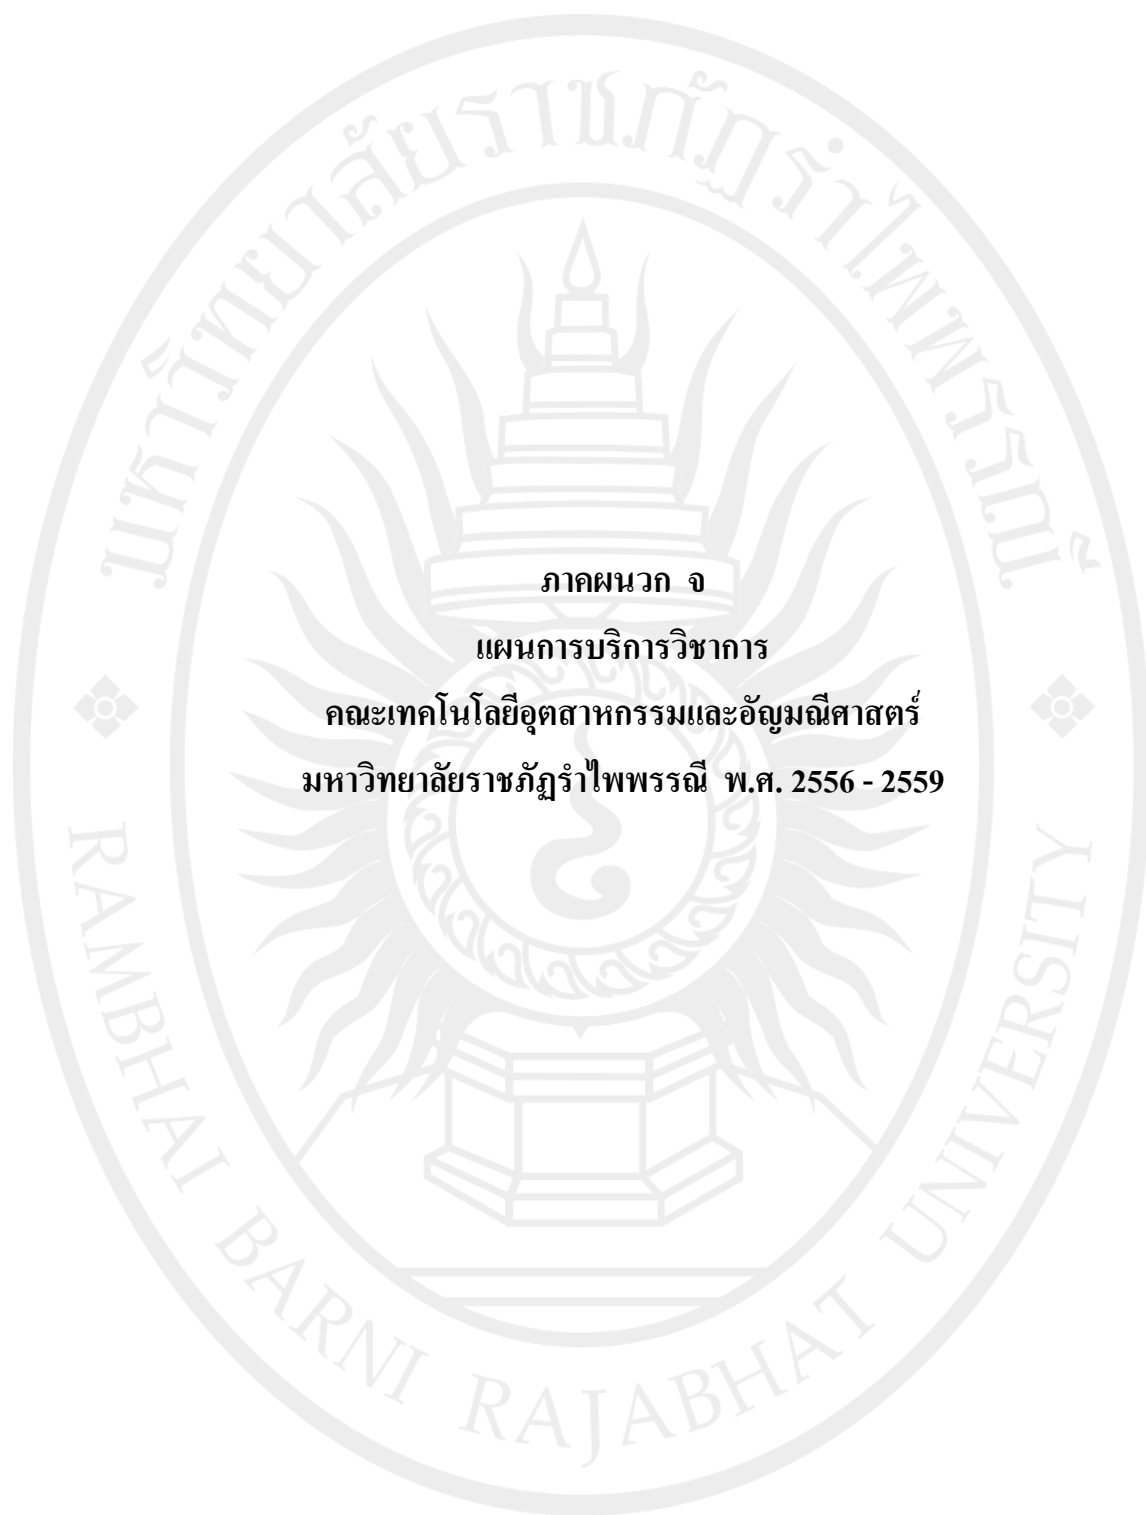 มหาวิทยาลัยราชภัฏรำไพพรรณี
ภาคผนวก จ
แผนการบริการวิชาการ
คณะเทคโนโลยีอุตสาหกรรมและอัญมณีศาสตร์
มหาวิทยาลัยราชภัฏรำไพพรรณี พ.ศ. 2556 - 2559
RAMBHAI BARNI RAJABHAT UNIVERSITY